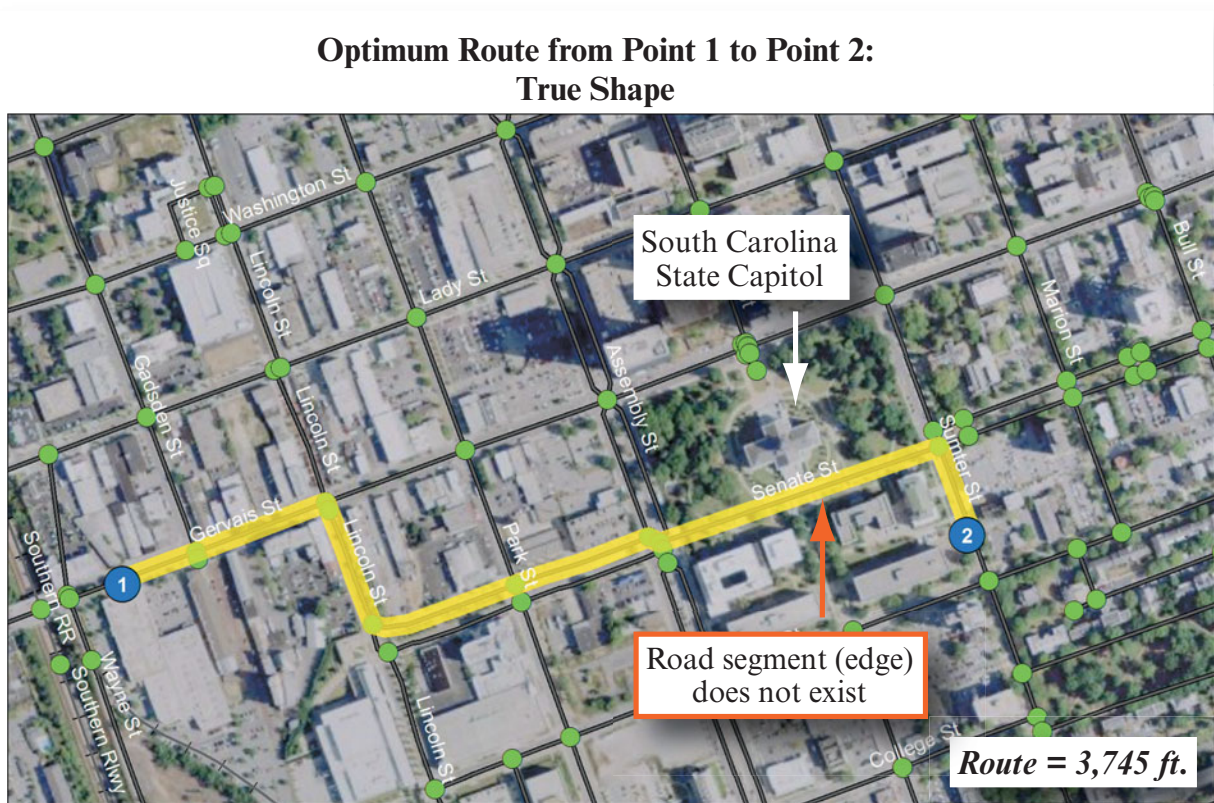 Optimum Route from Point 1 to Point 2:
True Shape
Justice Sq
Washington St
Lincoln St
Lady St
South Carolina
State Capitol
Bull St
Marion St
Gadsden St
Lincoln St
Assembly St
Sumter St
Senate St
Gervais St
Lincoln St
Park St
1
2
Southern RR
Wayne St
Southern Rlwy
Lincoln St
Road segment (edge)
does not exist
College St
Route = 3,745 ft.